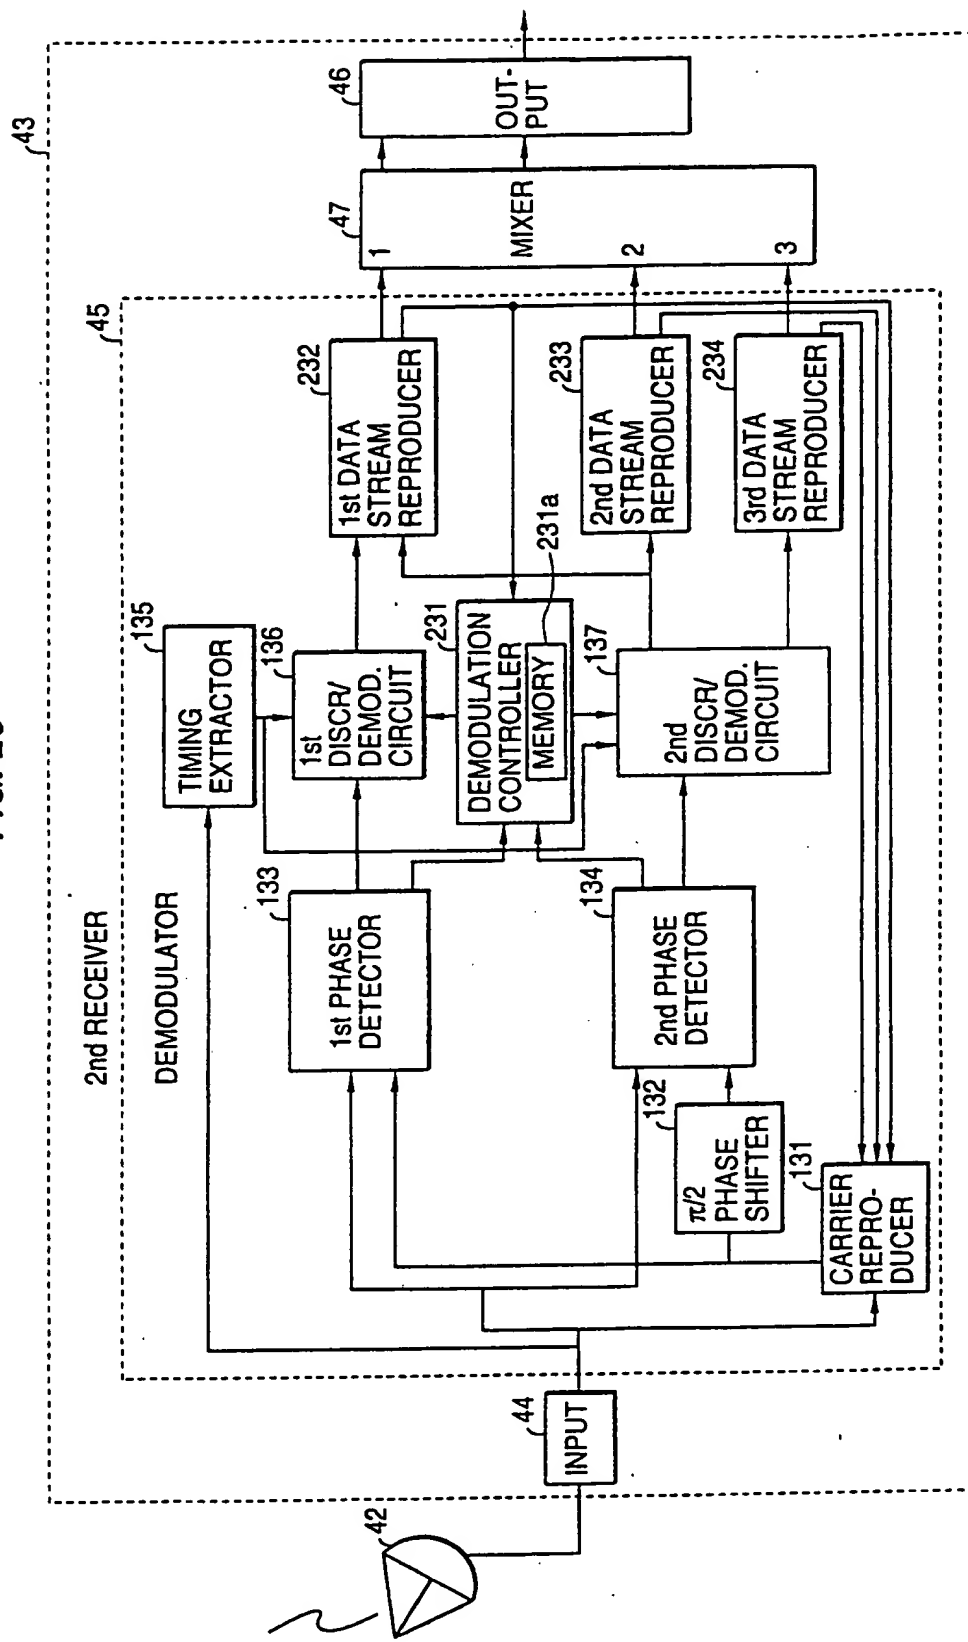 43
2nd RECEIVER
45
DEMODULATOR
135
TIMING
EXTRACTOR
136
1st
DISCR/
DEMOD.
CIRCUIT
133
1st PHASE
DETECTOR
232
1st DATA
STREAM
REPRODUCER
47
1
MIXER
2
3
46
OUT-
PUT
231
DEMODULATION
CONTROLLER
MEMORY
231a
42
44
INPUT
134
2nd PHASE
DETECTOR
137
2nd
DISCR/
DEMOD.
CIRCUIT
233
2nd DATA
STREAM
REPRODUCER
132
π/2
PHASE
SHIFTER
234
3rd DATA
STREAM
REPRODUCER
131
CARRIER
REPRO-
DUCER